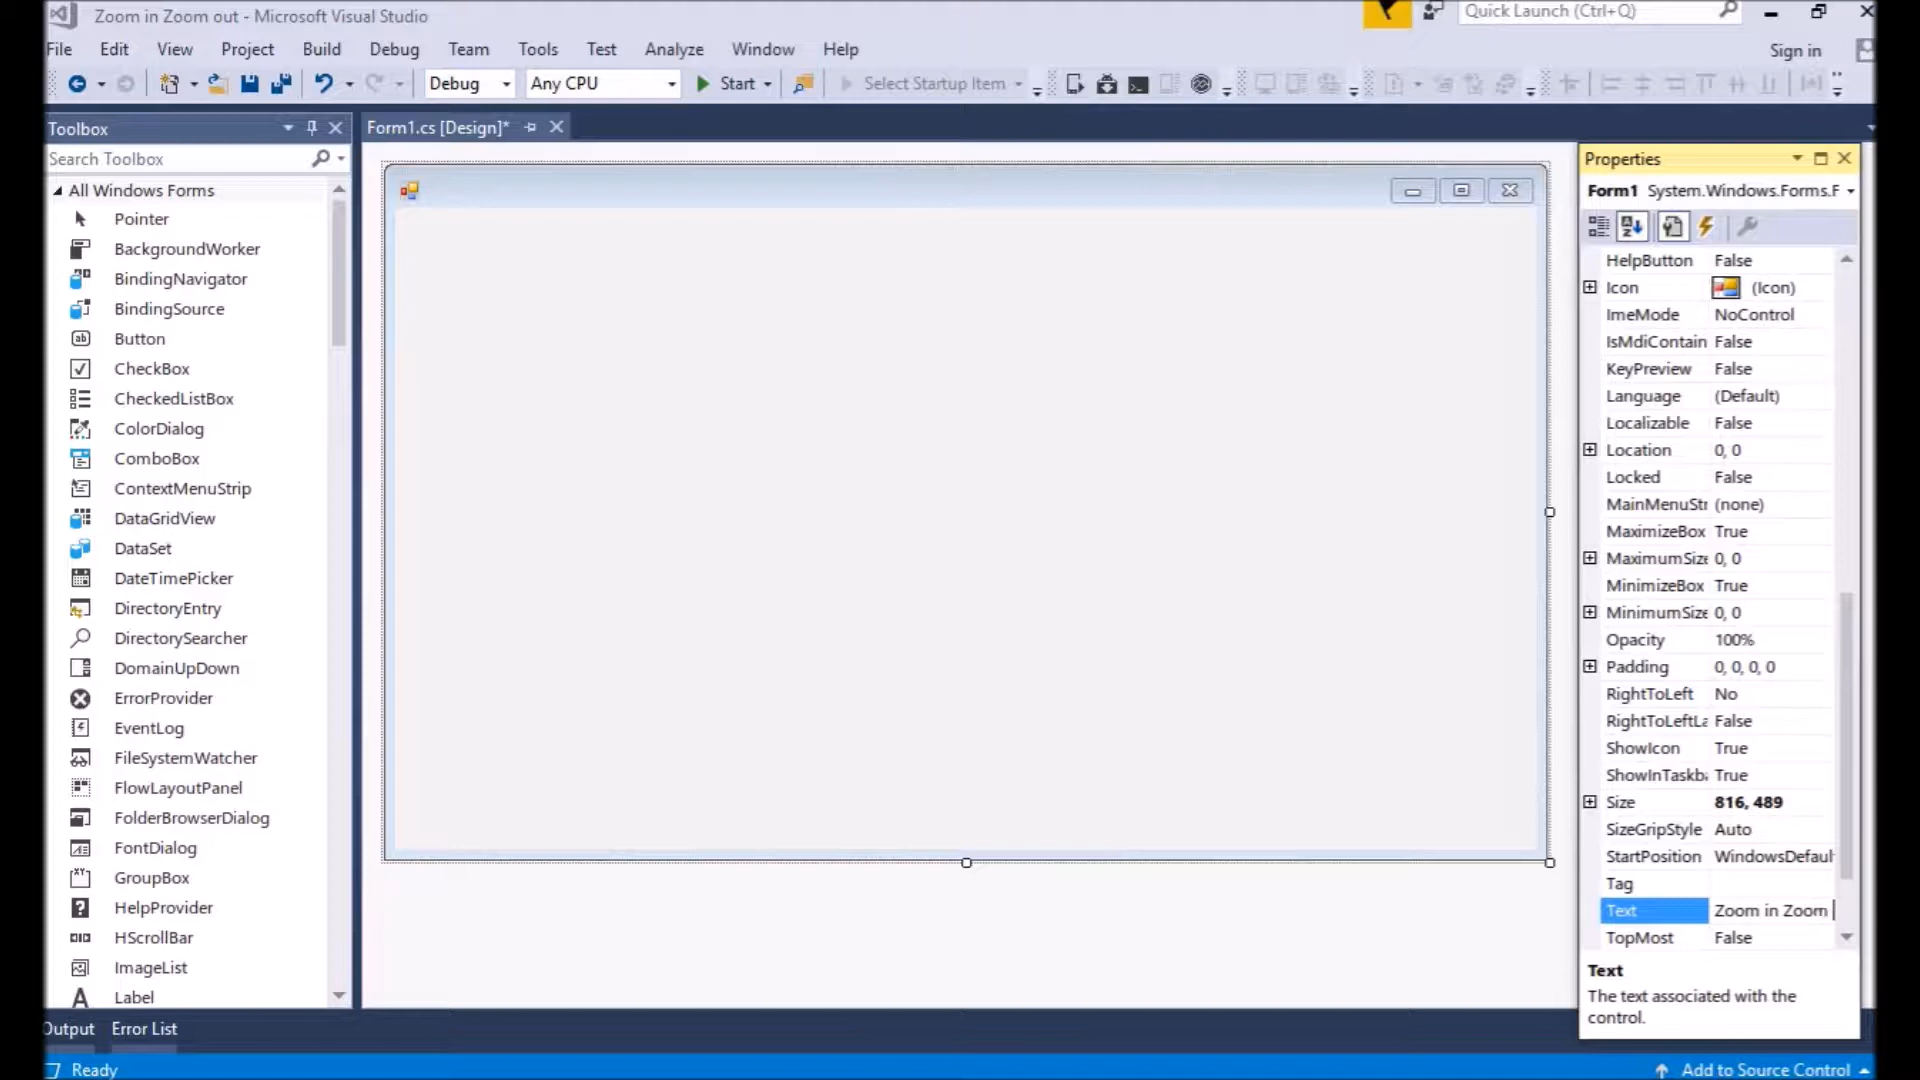 Zoom in Zoom out - Microsoft Visual Studio
Quick Launch (Ctrl+Q)
File Edit View Project Build Debug Team Tools Test Analyze Window Help
Sign in
Debug Any CPU Start Select Startup Item
Toolbox
Form1.cs [Design]*
Search Toolbox
All Windows Forms
Pointer
BackgroundWorker
BindingNavigator
BindingSource
Button
CheckBox
CheckedListBox
ColorDialog
ComboBox
ContextMenuStrip
DataGridView
DataSet
DateTimePicker
DirectoryEntry
DirectorySearcher
DomainUpDown
ErrorProvider
EventLog
FileSystemWatcher
FlowLayoutPanel
FolderBrowserDialog
FontDialog
GroupBox
HelpProvider
HScrollBar
ImageList
Label
Properties
Form1 System.Windows.Forms.F
HelpButton False
Icon (Icon)
ImeMode NoControl
IsMdiContain False
KeyPreview False
Language (Default)
Localizable False
Location 0, 0
Locked False
MainMenuStr (none)
MaximizeBox True
MaximumSize 0, 0
MinimizeBox True
MinimumSize 0, 0
Opacity 100%
Padding 0, 0, 0, 0
RightToLeft No
RightToLeftLa False
ShowIcon True
ShowInTaskba True
Size 816, 489
SizeGripStyle Auto
StartPosition WindowsDefaul
Tag
Text Zoom in Zoom
TopMost False
Text
The text associated with the
control.
Output Error List
Ready
Add to Source Control